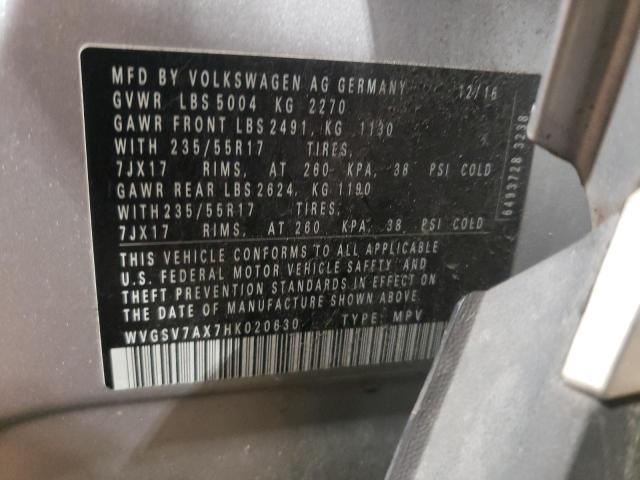 MFD BY VOLKSWAGEN AG GERMANY 12/16
GVWR LBS 5004 KG 2270
GAWR FRONT LBS 2491, KG 1130
WITH 235/55R17 TIRES,
7JX17 RIMS, AT 260 KPA, 38 PSI COLD
GAWR REAR LBS 2624, KG 1190
WITH 235/55R17 TIRES,
7JX17 RIMS, AT 260 KPA, 38 PSI COLD
THIS VEHICLE CONFORMS TO ALL APPLICABLE
U.S. FEDERAL MOTOR VEHICLE SAFETY AND
THEFT PREVENTION STANDARDS IN EFFECT ON
THE DATE OF MANUFACTURE SHOWN ABOVE.
WVGSV7AX7HK020630 TYPE: MPV
6493728 3238